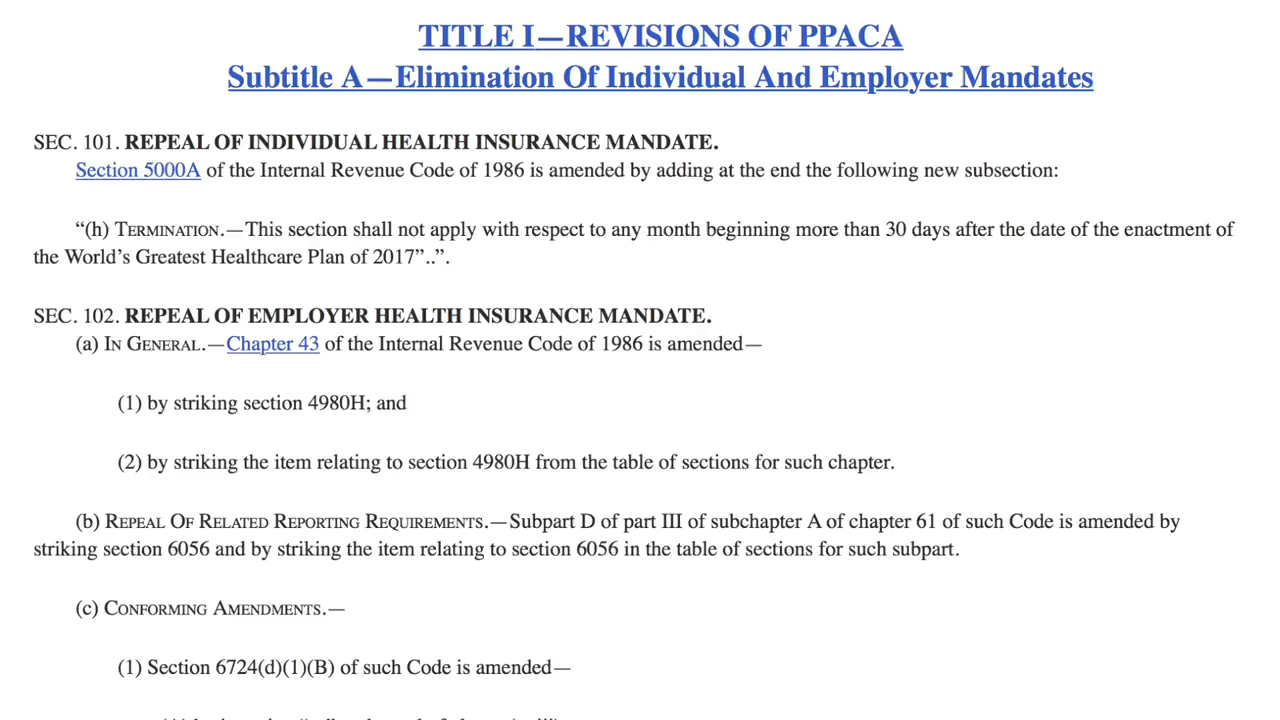 TITLE I—REVISIONS OF PPACA
Subtitle A—Elimination Of Individual And Employer Mandates
SEC. 101. REPEAL OF INDIVIDUAL HEALTH INSURANCE MANDATE.
Section 5000A of the Internal Revenue Code of 1986 is amended by adding at the end the following new subsection:
“(h) TERMINATION.—This section shall not apply with respect to any month beginning more than 30 days after the date of the enactment of
the World’s Greatest Healthcare Plan of 2017”..”.
SEC. 102. REPEAL OF EMPLOYER HEALTH INSURANCE MANDATE.
(a) IN GENERAL.—Chapter 43 of the Internal Revenue Code of 1986 is amended—
(1) by striking section 4980H; and
(2) by striking the item relating to section 4980H from the table of sections for such chapter.
(b) REPEAL OF RELATED REPORTING REQUIREMENTS.—Subpart D of part III of subchapter A of chapter 61 of such Code is amended by
striking section 6056 and by striking the item relating to section 6056 in the table of sections for such subpart.
(c) CONFORMING AMENDMENTS.—
(1) Section 6724(d)(1)(B) of such Code is amended—